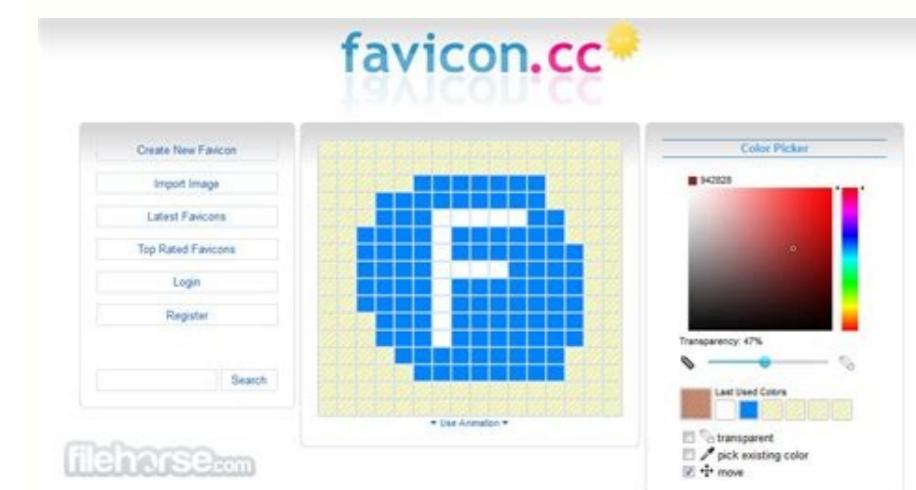 favicon.cc
Create New Favicon
Import Image
Latest Favicons
Top Rated Favicons
Login
Register
Search
F
▾ Use Animation ▾
Color Picker
942828
Transparency: 47%
Last Used Colors
transparent
pick existing color
move
filehorse.com